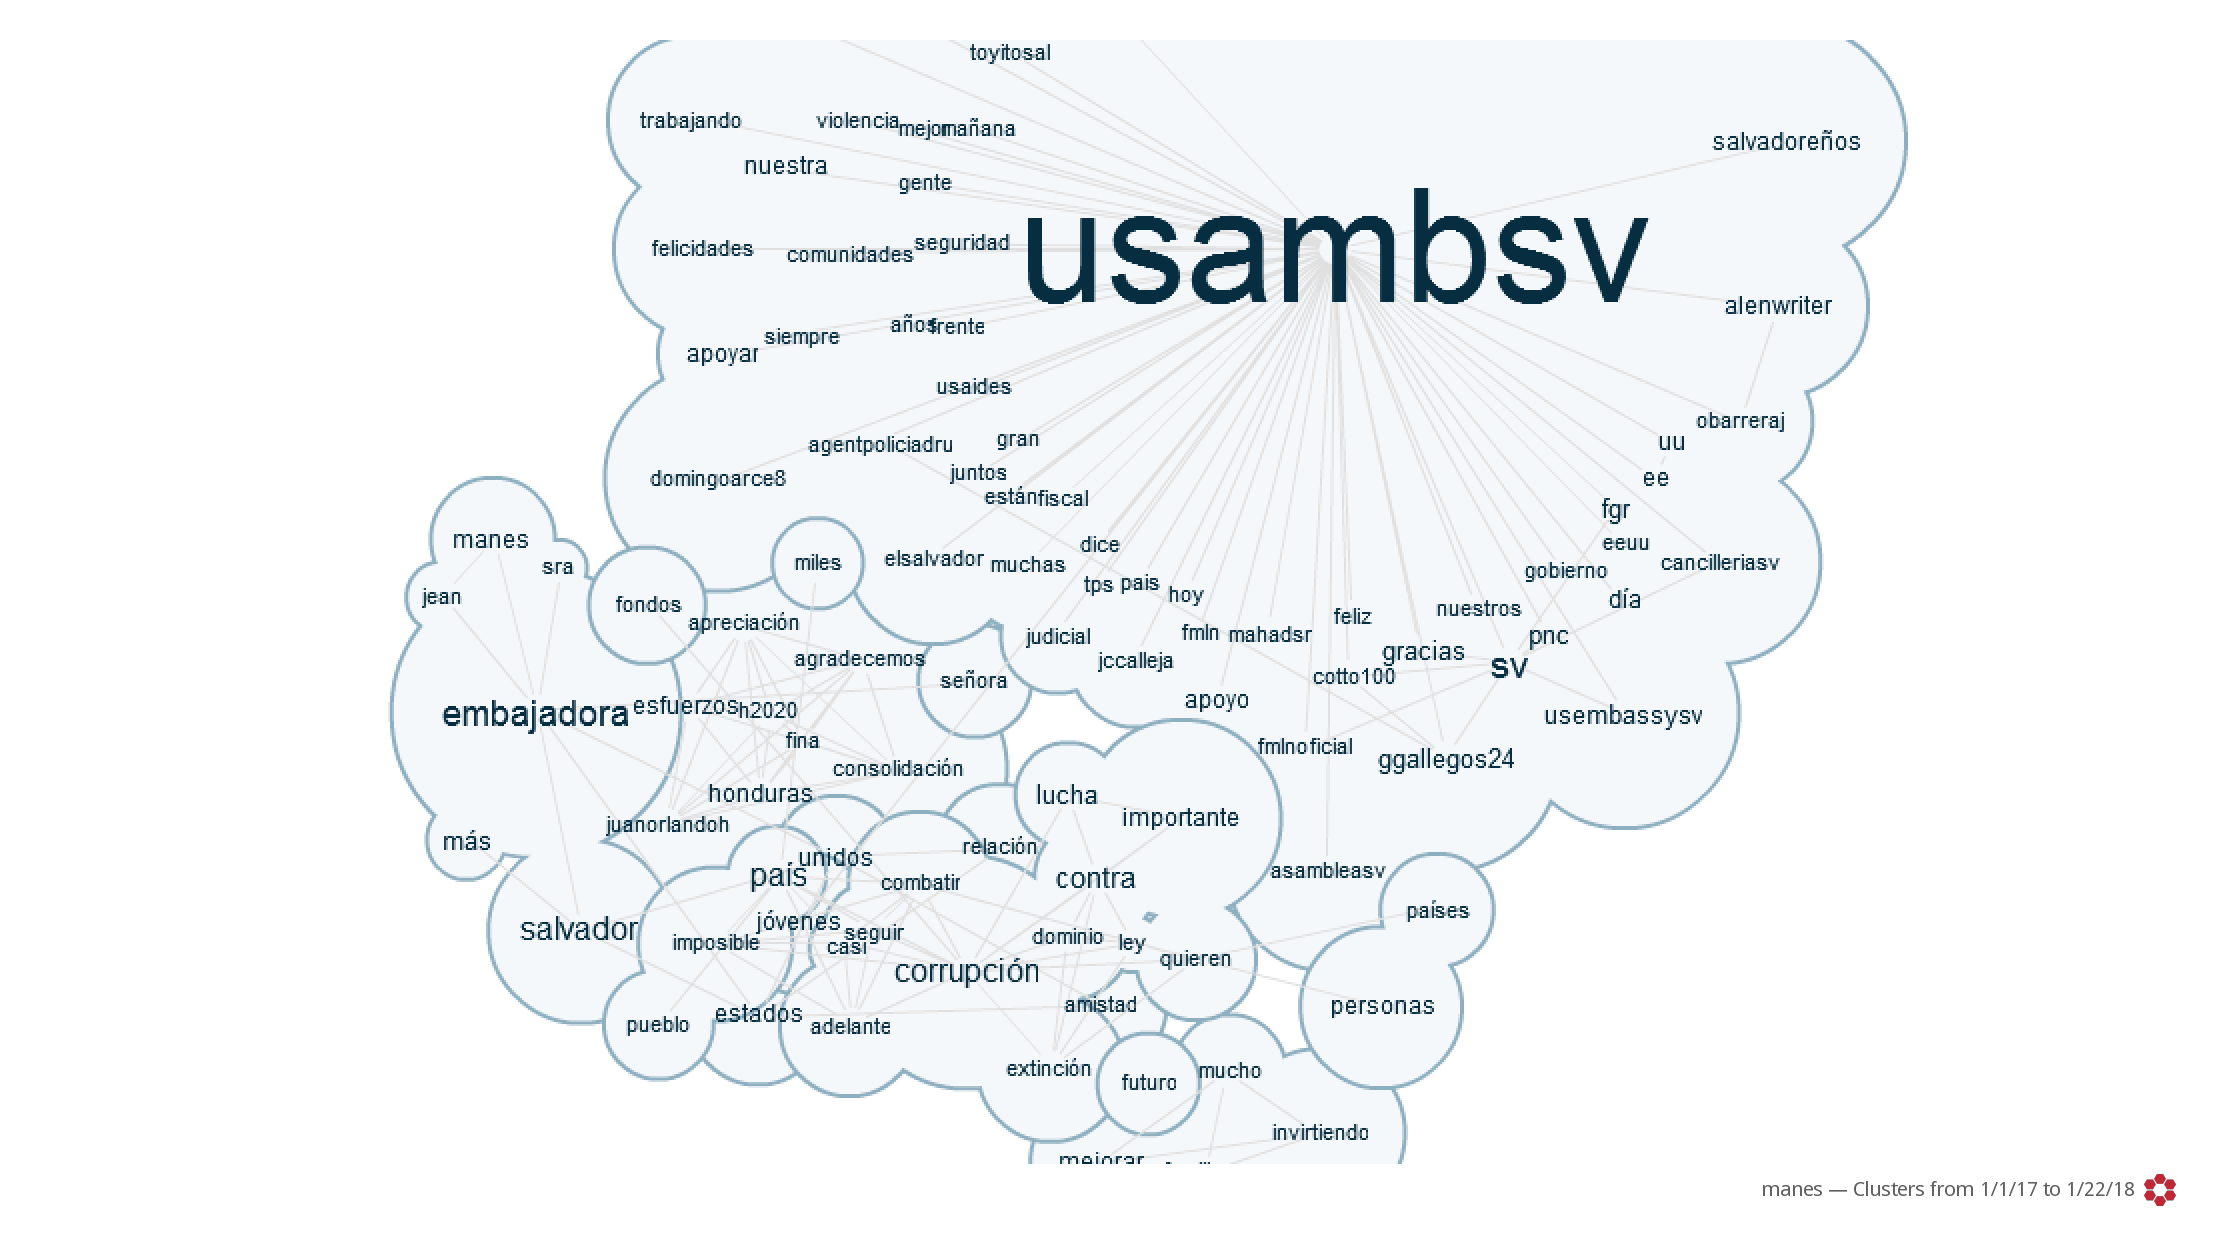 toyitosal
trabajando
violencia
mejor
mañana
salvadoreños
nuestra
gente
usambsv
felicidades
comunidades
seguridad
alenwriter
años
frente
siempre
apoyar
usaides
obarreraj
agentpoliciadru
gran
uu
domingoarce8
juntos
ee
están
fiscal
fgr
manes
sra
miles
elsalvador
muchas
dice
eeuu
cancilleriasv
gobierno
jean
fondos
tps
pais
hoy
día
apreciación
feliz
nuestros
judicial
fmln
mahadsr
pnc
agradecemos
jccalleja
gracias
sv
señora
cotto100
embajadora
esfuerzos
h2020
apoyo
usembassysv
fina
fmlnoficial
ggallegos24
consolidación
honduras
lucha
importante
juanorlandoh
más
unidos
relación
país
combatir
contra
asambleasv
salvador
jóvenes
seguir
casi
imposible
dominio
ley
países
quieren
corrupción
pueblo
estados
adelante
amistad
personas
extinción
futuro
mucho
invirtiendo
mejorar
manes — Clusters from 1/1/17 to 1/22/18